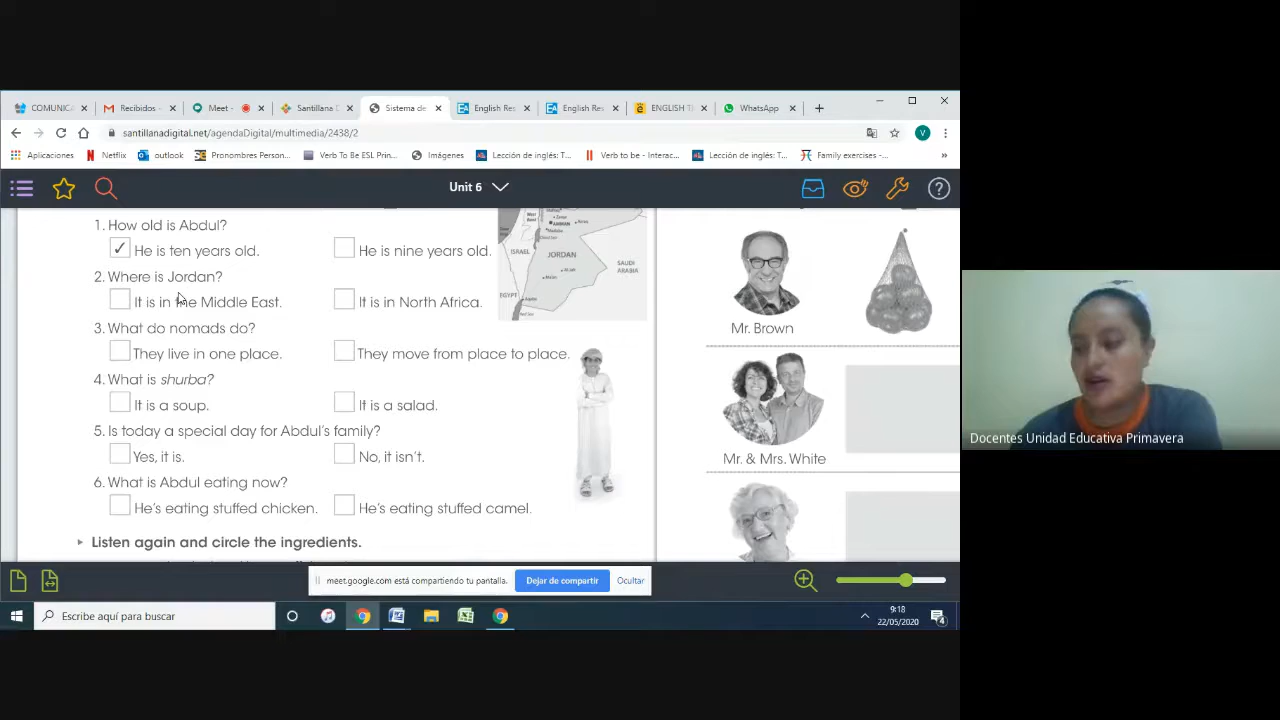 COMUNICA
Recibidos -
Meet -
Santillana D
Sistema de
English Res
English Res
ENGLISH T
WhatsApp
santillanadigital.net/agendaDigital/multimedia/2438/2
Aplicaciones
Netflix
outlook
Pronombres Person...
Verb To Be ESL Prin...
Imágenes
Lección de inglés: T...
Verb to be - Interac...
Lección de inglés: T...
Family exercises -...
Unit 6
1. How old is Abdul?
✓ He is ten years old. He is nine years old.
2. Where is Jordan?
It is in the Middle East. It is in North Africa.
3. What do nomads do?
They live in one place. They move from place to place.
4. What is shurba?
It is a soup. It is a salad.
5. Is today a special day for Abdul's family?
Yes, it is. No, it isn't.
6. What is Abdul eating now?
He's eating stuffed chicken. He's eating stuffed camel.
Listen again and circle the ingredients.
ISRAEL
AMMAN
JORDAN
SAUDI
ARABIA
EGYPT
Mr. Brown
Mr. & Mrs. White
Docentes Unidad Educativa Primavera
meet.google.com está compartiendo tu pantalla.
Dejar de compartir
Ocultar
Escribe aquí para buscar
9:18
22/05/2020
4